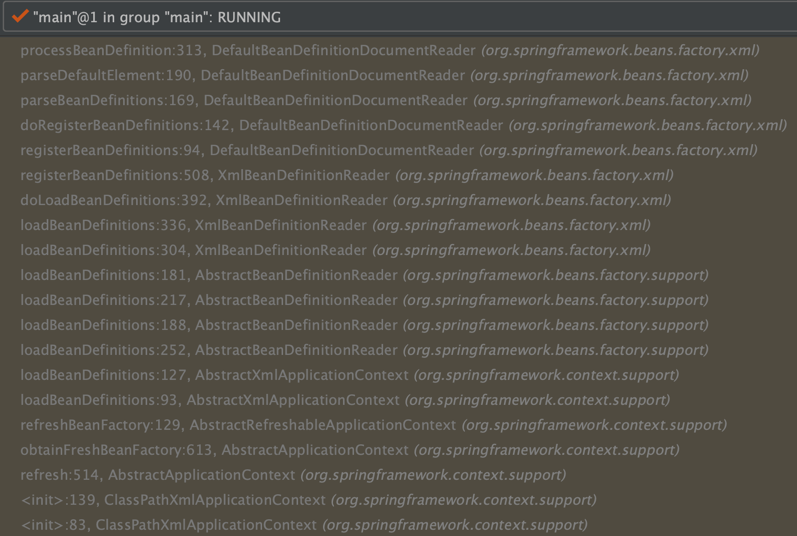 "main"@1 in group "main": RUNNING
processBeanDefinition:313, DefaultBeanDefinitionDocumentReader (org.springframework.beans.factory.xml)
parseDefaultElement:190, DefaultBeanDefinitionDocumentReader (org.springframework.beans.factory.xml)
parseBeanDefinitions:169, DefaultBeanDefinitionDocumentReader (org.springframework.beans.factory.xml)
doRegisterBeanDefinitions:142, DefaultBeanDefinitionDocumentReader (org.springframework.beans.factory.xml)
registerBeanDefinitions:94, DefaultBeanDefinitionDocumentReader (org.springframework.beans.factory.xml)
registerBeanDefinitions:508, XmlBeanDefinitionReader (org.springframework.beans.factory.xml)
doLoadBeanDefinitions:392, XmlBeanDefinitionReader (org.springframework.beans.factory.xml)
loadBeanDefinitions:336, XmlBeanDefinitionReader (org.springframework.beans.factory.xml)
loadBeanDefinitions:304, XmlBeanDefinitionReader (org.springframework.beans.factory.xml)
loadBeanDefinitions:181, AbstractBeanDefinitionReader (org.springframework.beans.factory.support)
loadBeanDefinitions:217, AbstractBeanDefinitionReader (org.springframework.beans.factory.support)
loadBeanDefinitions:188, AbstractBeanDefinitionReader (org.springframework.beans.factory.support)
loadBeanDefinitions:252, AbstractBeanDefinitionReader (org.springframework.beans.factory.support)
loadBeanDefinitions:127, AbstractXmlApplicationContext (org.springframework.context.support)
loadBeanDefinitions:93, AbstractXmlApplicationContext (org.springframework.context.support)
refreshBeanFactory:129, AbstractRefreshableApplicationContext (org.springframework.context.support)
obtainFreshBeanFactory:613, AbstractApplicationContext (org.springframework.context.support)
refresh:514, AbstractApplicationContext (org.springframework.context.support)
<init>:139, ClassPathXmlApplicationContext (org.springframework.context.support)
<init>:83, ClassPathXmlApplicationContext (org.springframework.context.support)